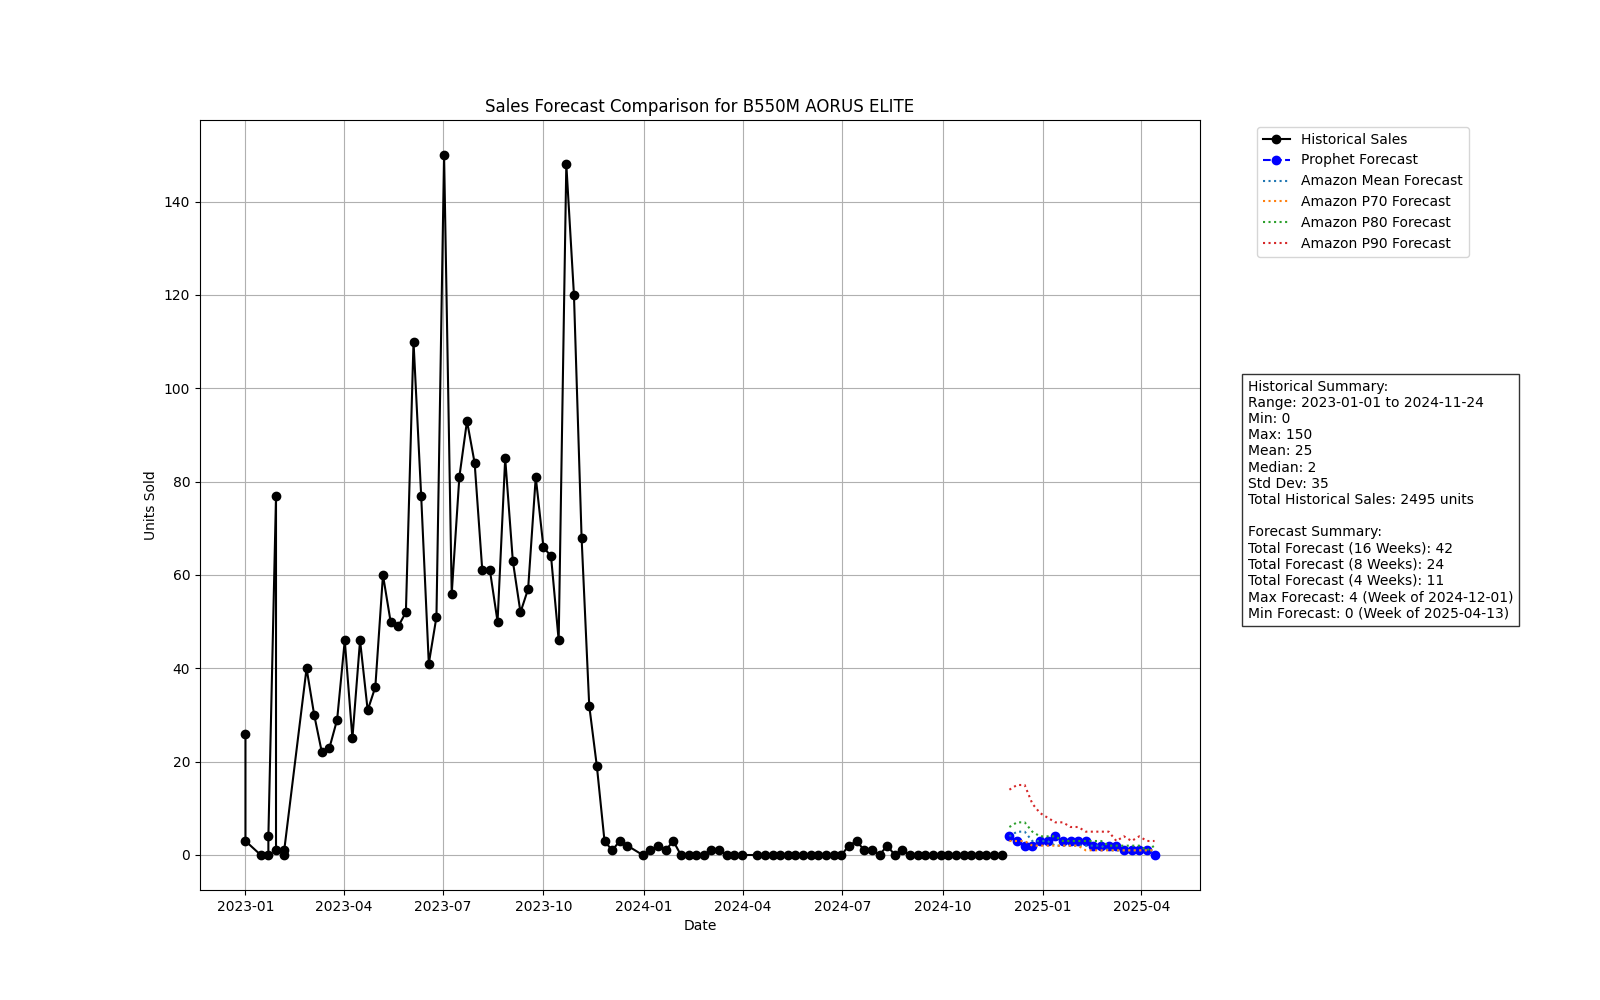 Sales Forecast Comparison for B550M AORUS ELITE
Historical Sales
Prophet Forecast
Amazon Mean Forecast
Amazon P70 Forecast
Amazon P80 Forecast
Amazon P90 Forecast
140
120
100
80
60
40
20
0
Units Sold
Historical Summary:
Range: 2023-01-01 to 2024-11-24
Min: 0
Max: 150
Mean: 25
Median: 2
Std Dev: 35
Total Historical Sales: 2495 units
Forecast Summary:
Total Forecast (16 Weeks): 42
Total Forecast (8 Weeks): 24
Total Forecast (4 Weeks): 11
Max Forecast: 4 (Week of 2024-12-01)
Min Forecast: 0 (Week of 2025-04-13)
2023-01 2023-04 2023-07 2023-10 2024-01 2024-04 2024-07 2024-10 2025-01 2025-04
Date